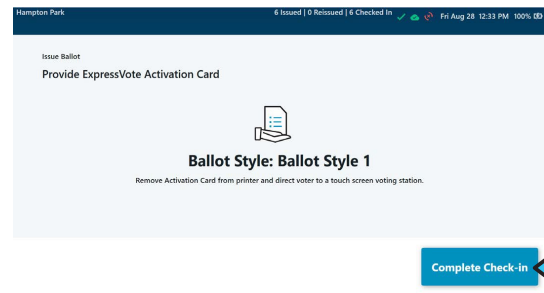 Hampton Park 6 Issued | 0 Reissued | 6 Checked In Fri Aug 28 12:33 PM 100%
Issue Ballot
Provide ExpressVote Activation Card
Ballot Style: Ballot Style 1
Remove Activation Card from printer and direct voter to a touch screen voting station.
Complete Check-in